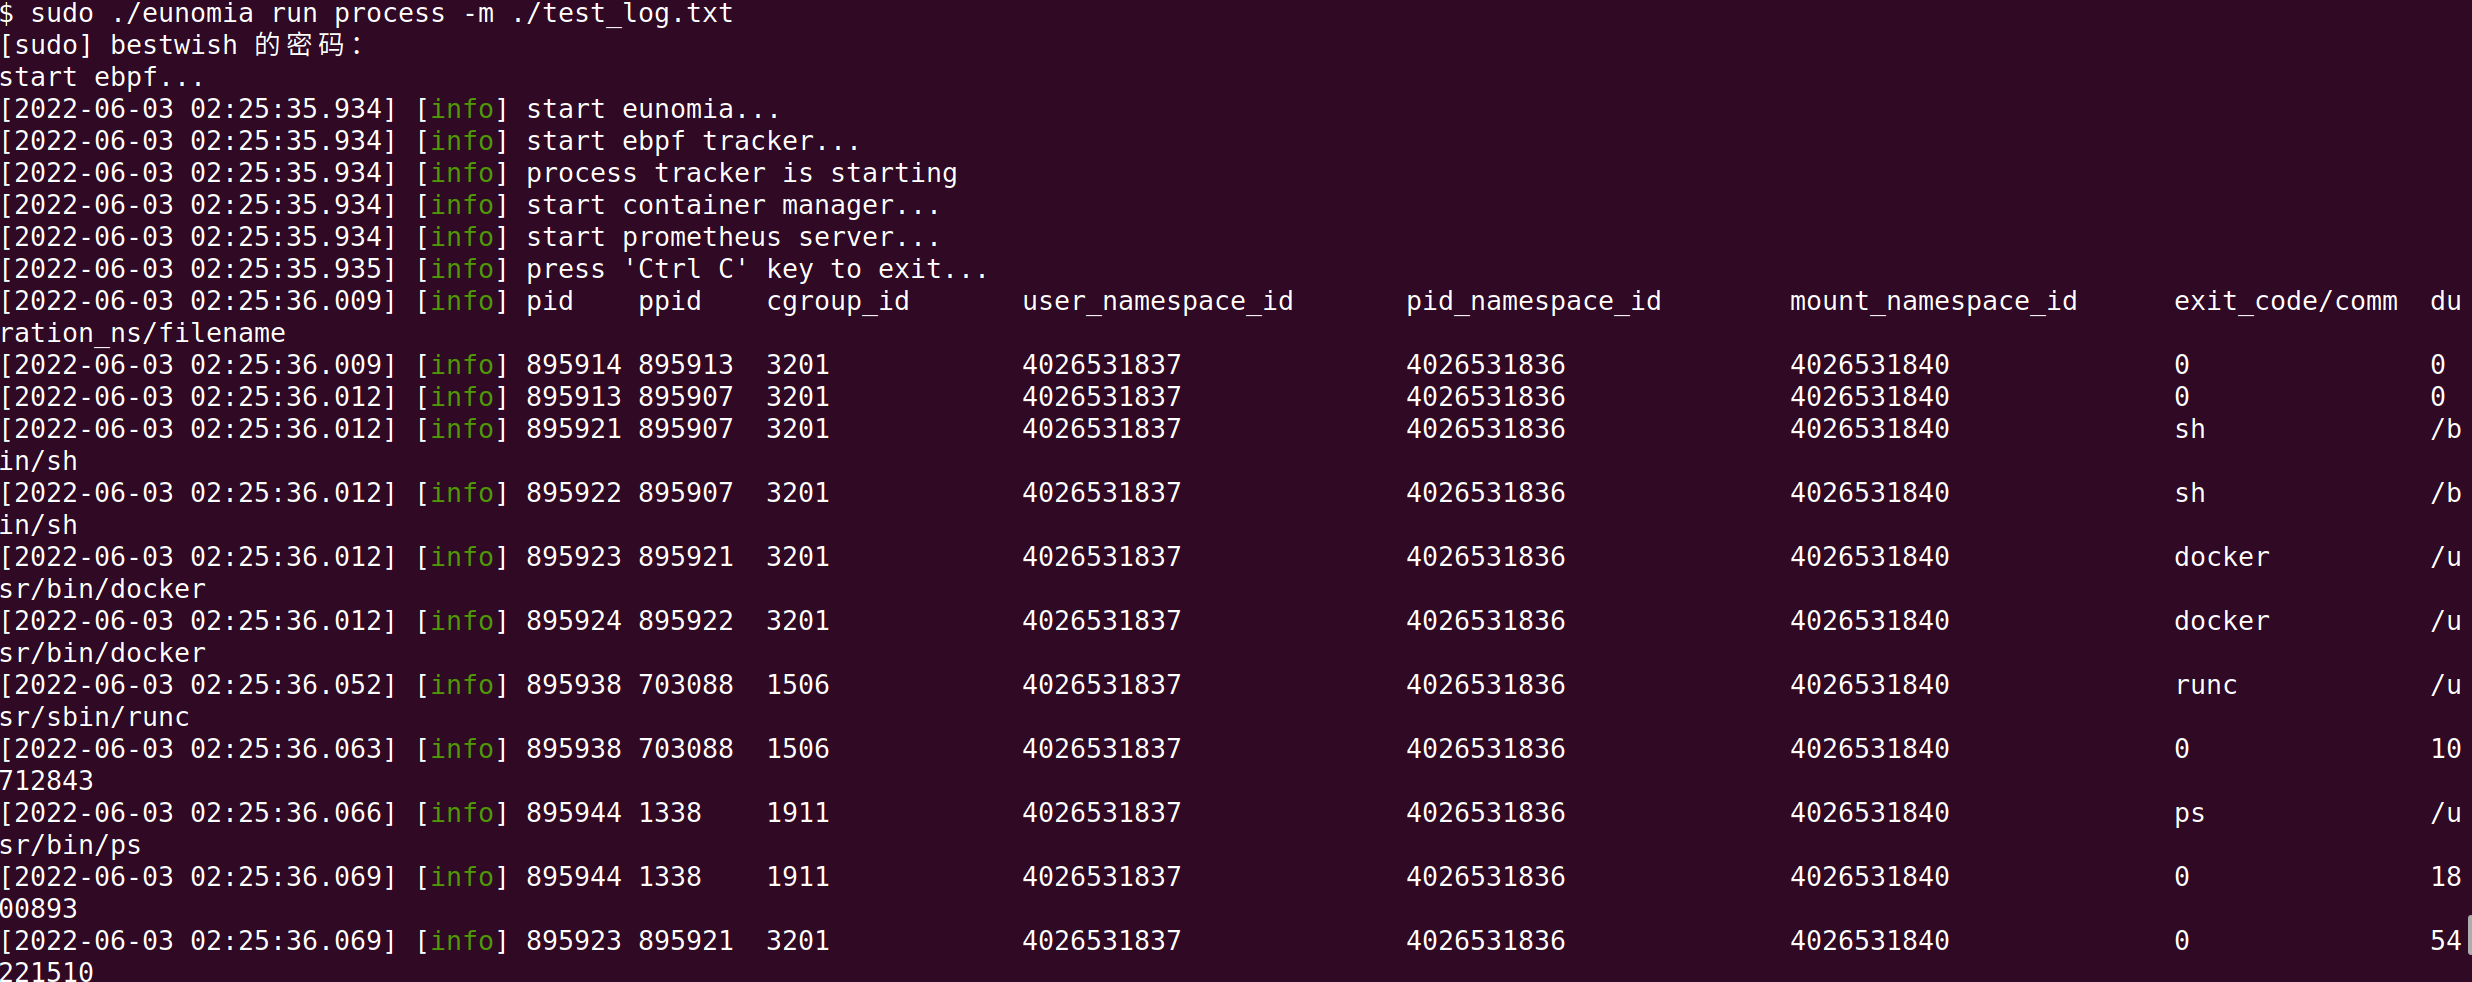 $ sudo ./eunomia run process -m ./test_log.txt
[sudo] bestwish 的密码：
start ebpf...
[2022-06-03 02:25:35.934] [info] start eunomia...
[2022-06-03 02:25:35.934] [info] start ebpf tracker...
[2022-06-03 02:25:35.934] [info] process tracker is starting
[2022-06-03 02:25:35.934] [info] start container manager...
[2022-06-03 02:25:35.934] [info] start prometheus server...
[2022-06-03 02:25:35.935] [info] press 'Ctrl C' key to exit...
[2022-06-03 02:25:36.009] [info] pid    ppid    cgroup_id       user_namespace_id       pid_namespace_id        mount_namespace_id      exit_code/comm  du
ration_ns/filename
[2022-06-03 02:25:36.009] [info] 895914 895913  3201            4026531837              4026531836              4026531840              0               0
[2022-06-03 02:25:36.012] [info] 895913 895907  3201            4026531837              4026531836              4026531840              0               0
[2022-06-03 02:25:36.012] [info] 895921 895907  3201            4026531837              4026531836              4026531840              sh              /b
in/sh
[2022-06-03 02:25:36.012] [info] 895922 895907  3201            4026531837              4026531836              4026531840              sh              /b
in/sh
[2022-06-03 02:25:36.012] [info] 895923 895921  3201            4026531837              4026531836              4026531840              docker          /u
sr/bin/docker
[2022-06-03 02:25:36.012] [info] 895924 895922  3201            4026531837              4026531836              4026531840              docker          /u
sr/bin/docker
[2022-06-03 02:25:36.052] [info] 895938 703088  1506            4026531837              4026531836              4026531840              runc            /u
sr/sbin/runc
[2022-06-03 02:25:36.063] [info] 895938 703088  1506            4026531837              4026531836              4026531840              0               10
712843
[2022-06-03 02:25:36.066] [info] 895944 1338    1911            4026531837              4026531836              4026531840              ps              /u
sr/bin/ps
[2022-06-03 02:25:36.069] [info] 895944 1338    1911            4026531837              4026531836              4026531840              0               18
00893
[2022-06-03 02:25:36.069] [info] 895923 895921  3201            4026531837              4026531836              4026531840              0               54
221510